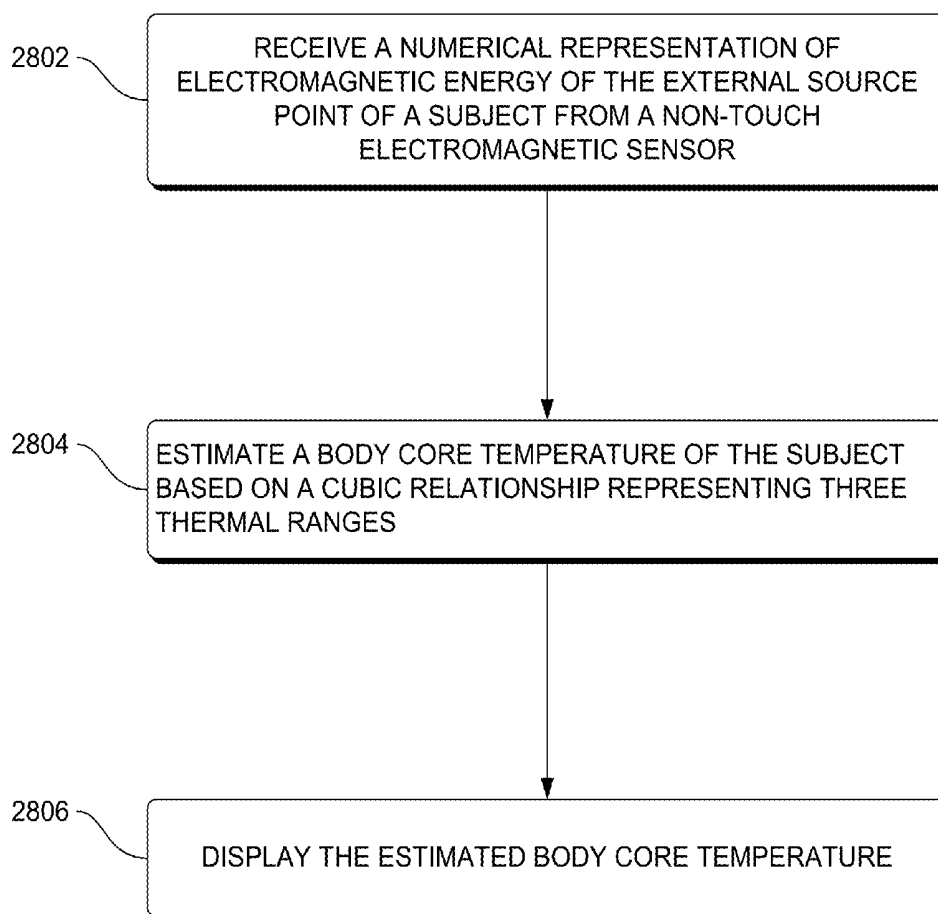 2802
RECEIVE A NUMERICAL REPRESENTATION OF
ELECTROMAGNETIC ENERGY OF THE EXTERNAL SOURCE
POINT OF A SUBJECT FROM A NON-TOUCH
ELECTROMAGNETIC SENSOR
2804
ESTIMATE A BODY CORE TEMPERATURE OF THE SUBJECT
BASED ON A CUBIC RELATIONSHIP REPRESENTING THREE
THERMAL RANGES
2806
DISPLAY THE ESTIMATED BODY CORE TEMPERATURE